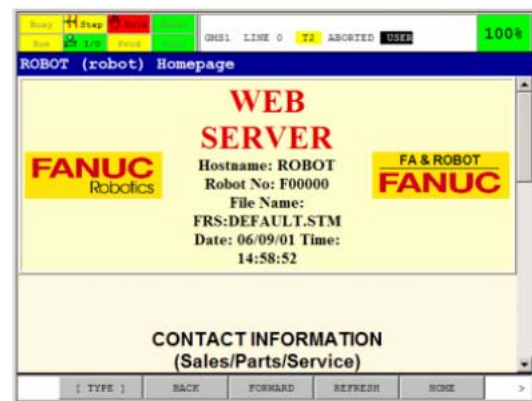 Busy Step Hold Fault
Run I/O Prod
GMS1 LINE 0 T2 ABORTED USER
100%
ROBOT (robot) Homepage
WEB
SERVER
FANUC
Robotics
Hostname: ROBOT
Robot No: F00000
File Name:
FRS:DEFAULT.STM
Date: 06/09/01 Time:
14:58:52
FA & ROBOT
FANUC
CONTACT INFORMATION
(Sales/Parts/Service)
[ TYPE ] BACK FORWARD REFRESH HOME >